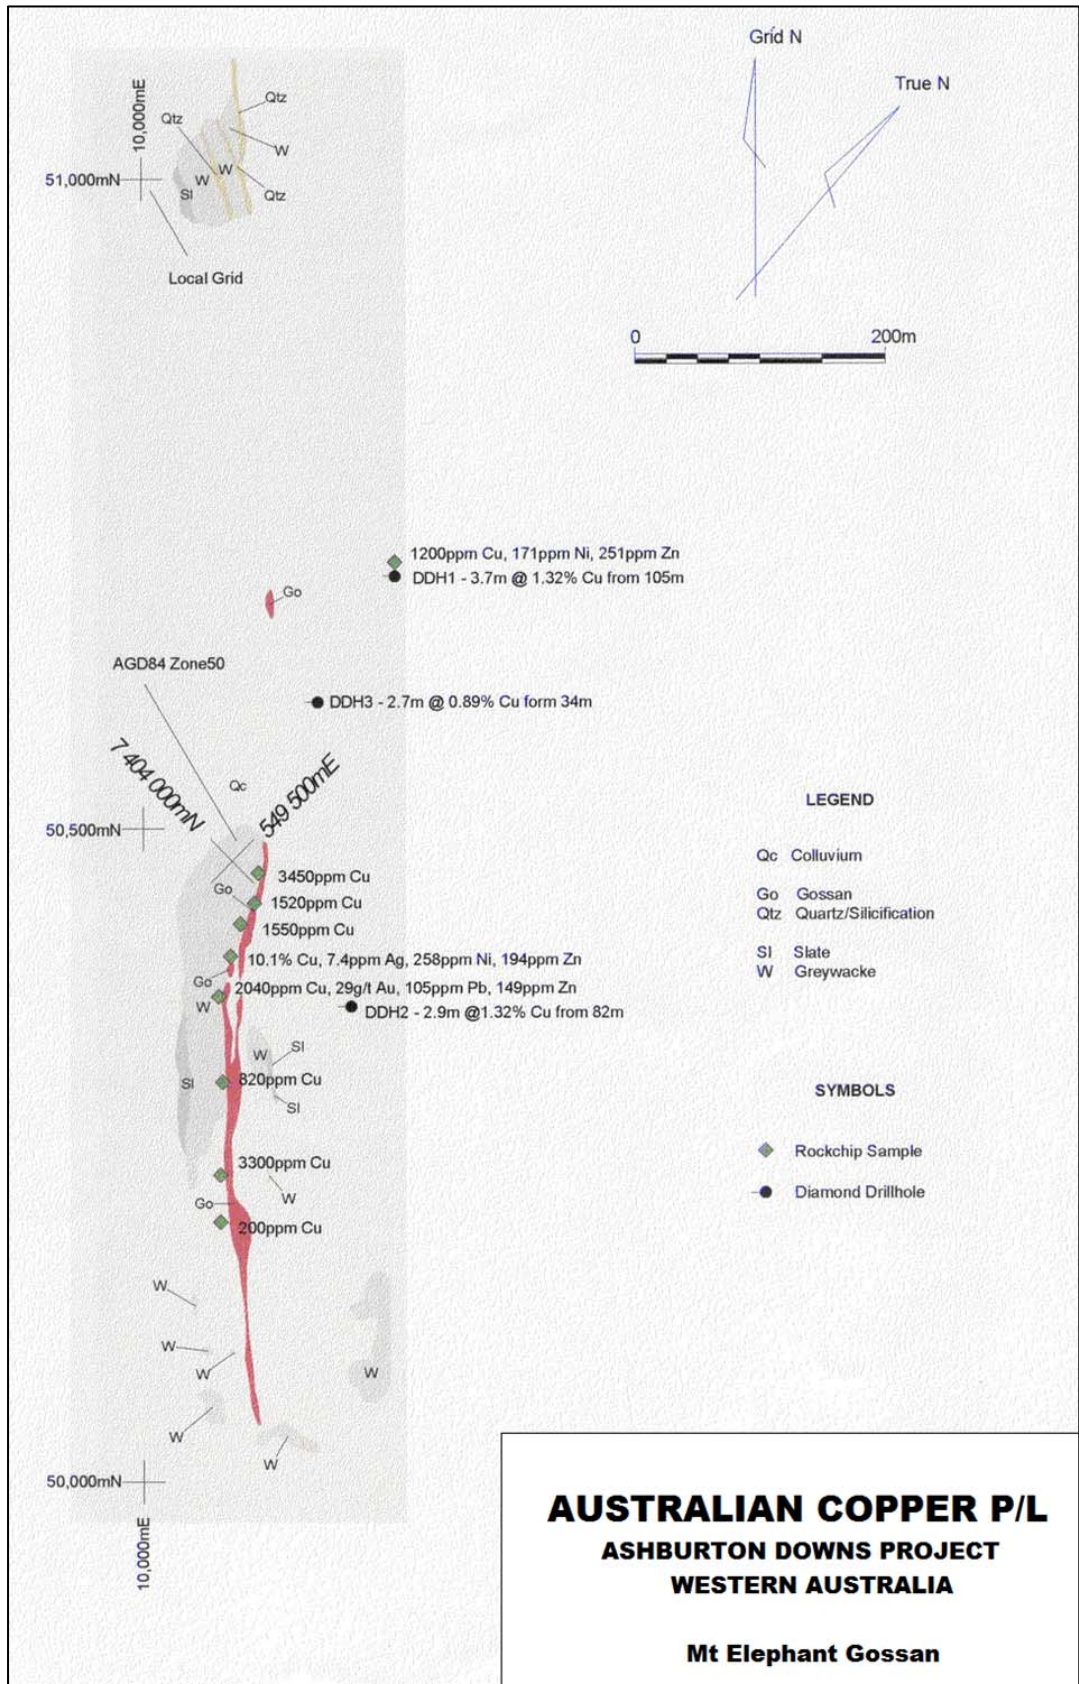 Grid N
True N
10,000mE
Qtz
Qtz
W
W
W
51,000mN
Sl
Qtz
Local Grid
0
200m
1200ppm Cu, 171ppm Ni, 251ppm Zn
DDH1 - 3.7m @ 1.32% Cu from 105m
Go
AGD84 Zone50
DDH3 - 2.7m @ 0.89% Cu form 34m
7 404 000mN
549 500mE
Qc
50,500mN
3450ppm Cu
Go
1520ppm Cu
1550ppm Cu
10.1% Cu, 7.4ppm Ag, 258ppm Ni, 194ppm Zn
Go
2040ppm Cu, 29g/t Au, 105ppm Pb, 149ppm Zn
W
DDH2 - 2.9m @1.32% Cu from 82m
W
Sl
Sl
820ppm Cu
Sl
3300ppm Cu
W
Go
200ppm Cu
W
W
W
W
W
W
50,000mN
10,000mE
LEGEND
Qc Colluvium
Go Gossan
Qtz Quartz/Silicification
Sl Slate
W Greywacke
SYMBOLS
Rockchip Sample
Diamond Drillhole
AUSTRALIAN COPPER P/L
ASHBURTON DOWNS PROJECT
WESTERN AUSTRALIA
Mt Elephant Gossan